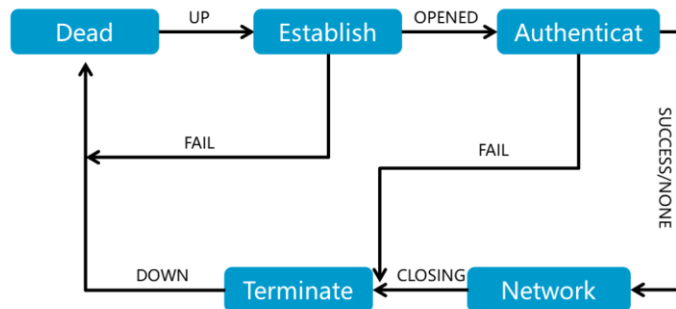 Dead
UP
Establish
OPENED
Authenticat
FAIL
FAIL
SUCCESS/NONE
DOWN
Terminate
CLOSING
Network